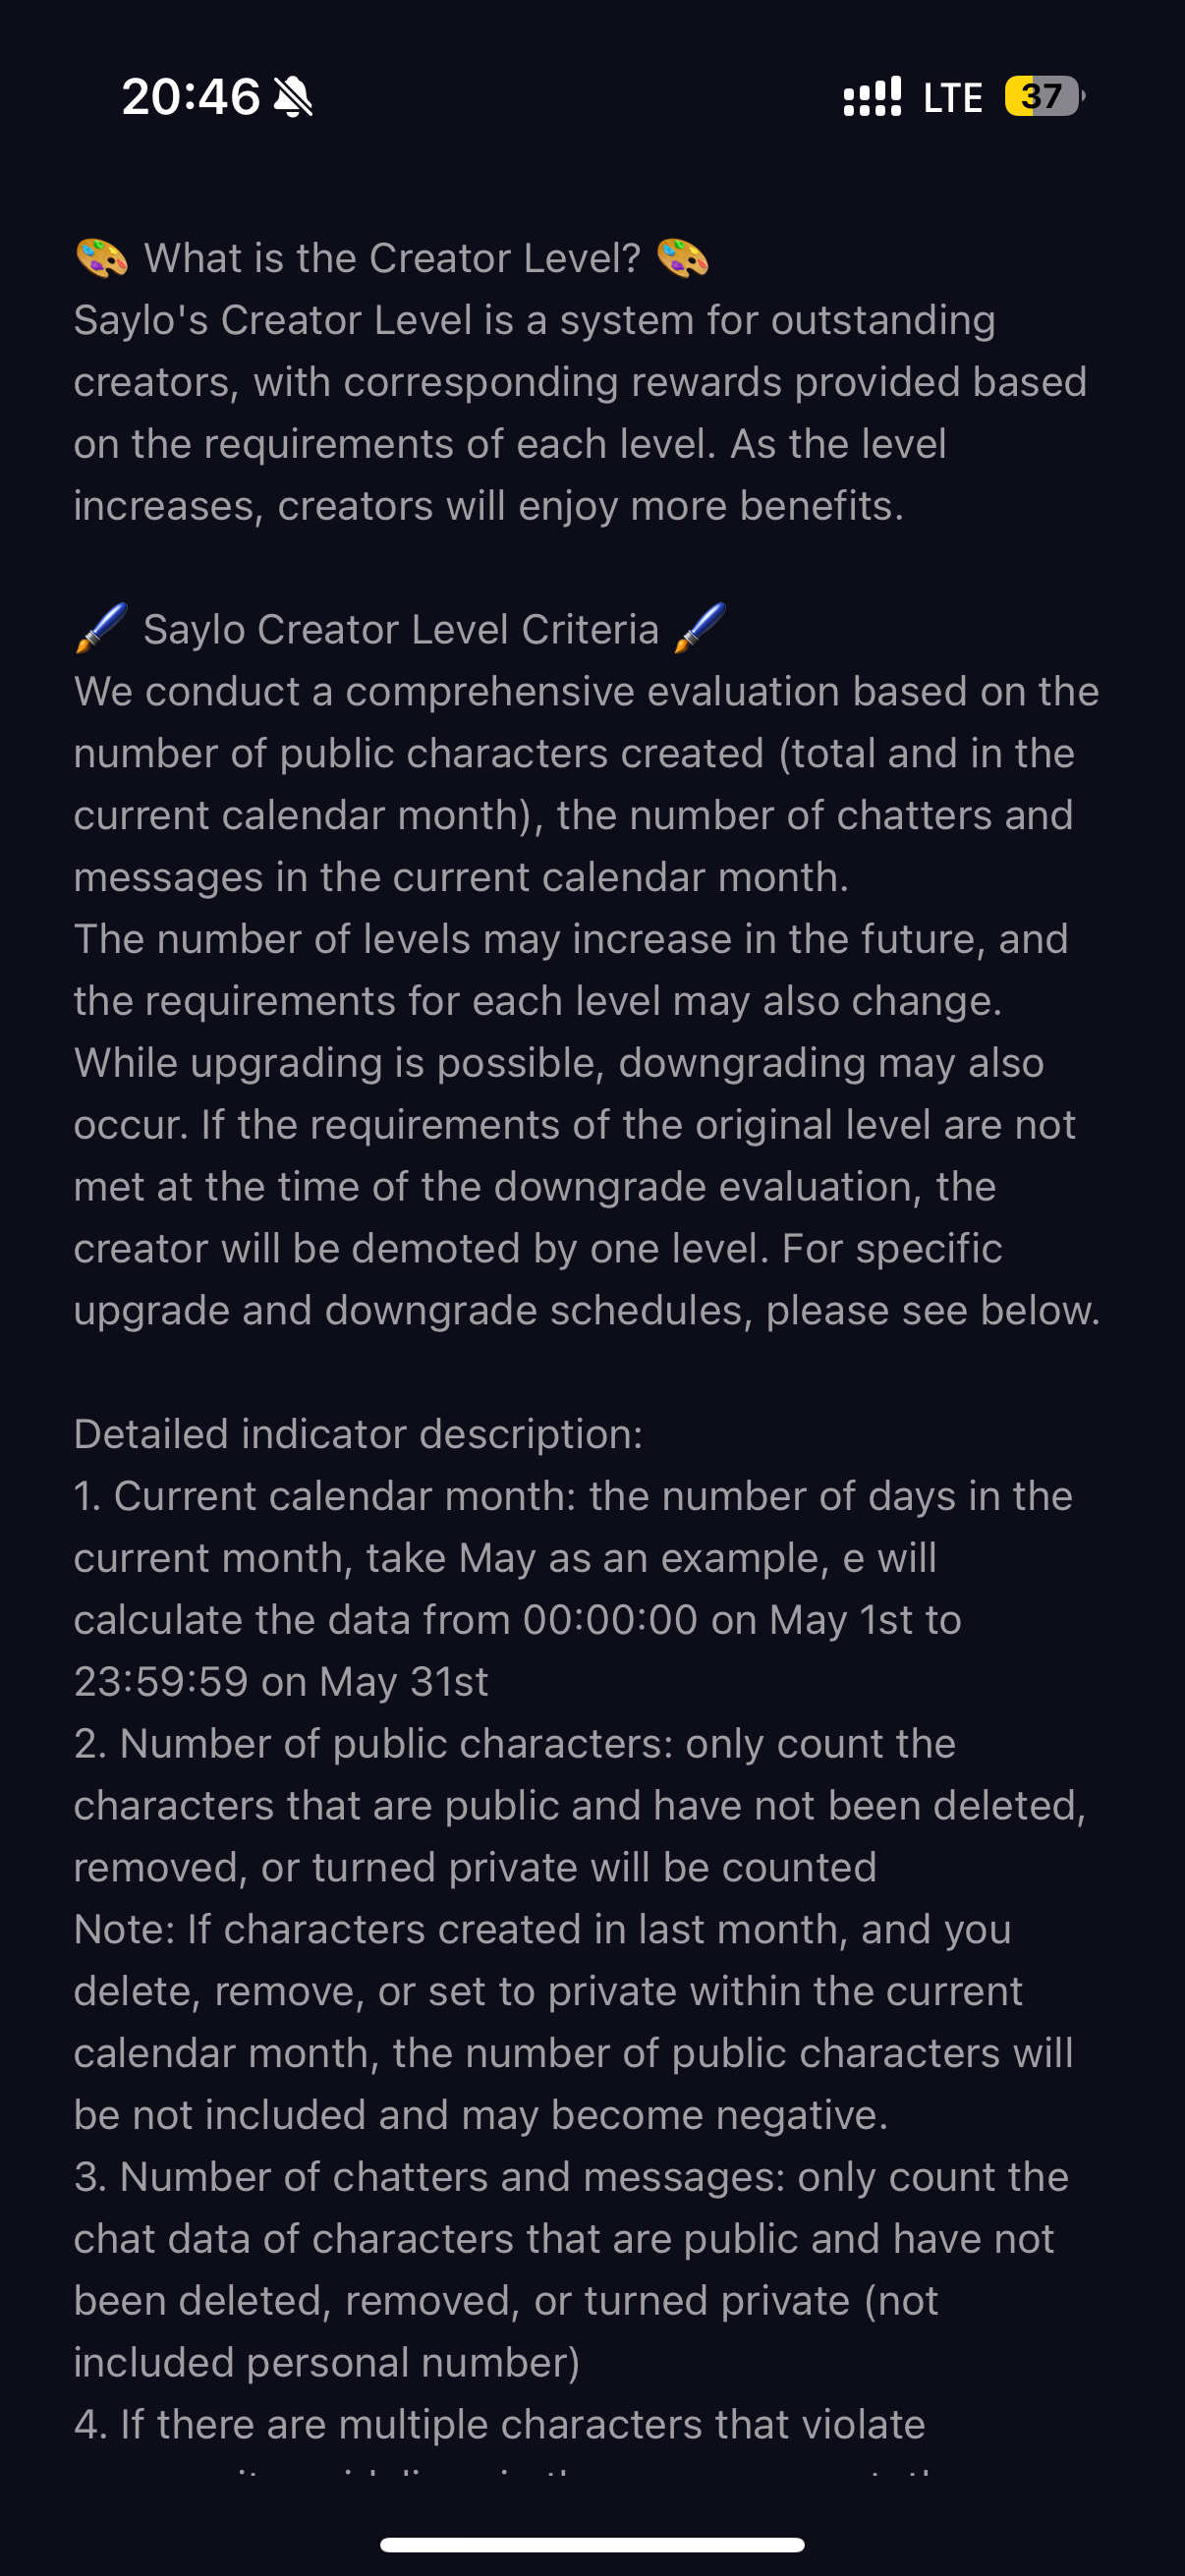 20:46
LTE 37
🎨 What is the Creator Level? 🎨
Saylo's Creator Level is a system for outstanding
creators, with corresponding rewards provided based
on the requirements of each level. As the level
increases, creators will enjoy more benefits.
🖌️ Saylo Creator Level Criteria 🖌️
We conduct a comprehensive evaluation based on the
number of public characters created (total and in the
current calendar month), the number of chatters and
messages in the current calendar month.
The number of levels may increase in the future, and
the requirements for each level may also change.
While upgrading is possible, downgrading may also
occur. If the requirements of the original level are not
met at the time of the downgrade evaluation, the
creator will be demoted by one level. For specific
upgrade and downgrade schedules, please see below.
Detailed indicator description:
1. Current calendar month: the number of days in the
current month, take May as an example, e will
calculate the data from 00:00:00 on May 1st to
23:59:59 on May 31st
2. Number of public characters: only count the
characters that are public and have not been deleted,
removed, or turned private will be counted
Note: If characters created in last month, and you
delete, remove, or set to private within the current
calendar month, the number of public characters will
be not included and may become negative.
3. Number of chatters and messages: only count the
chat data of characters that are public and have not
been deleted, removed, or turned private (not
included personal number)
4. If there are multiple characters that violate